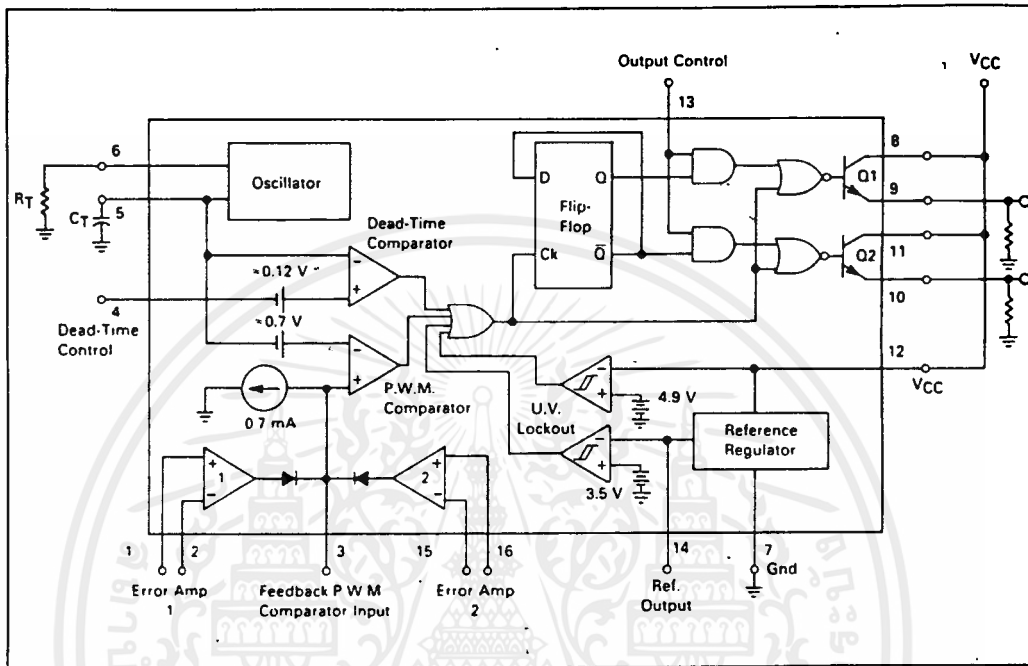 Output Control
1 VCC
13
6
Oscillator
RT
5
CT
D Q
Flip-
Flop
Ck Q̅
8
Q1
9
11
Q2
10
Dead-Time
Comparator
≈0.12 V
- +
4
Dead-Time
Control
≈0.7 V
- +
P.W.M.
Comparator
0 7 mA
12
VCC
U.V.
Lockout
4.9 V
- +
Reference
Regulator
3.5 V
- +
+ 1 -
+ 2 -
1 2 3 15 16 14 7
Gnd
Error Amp
1
Feedback P W M
Comparator Input
Error Amp
2
Ref.
Output